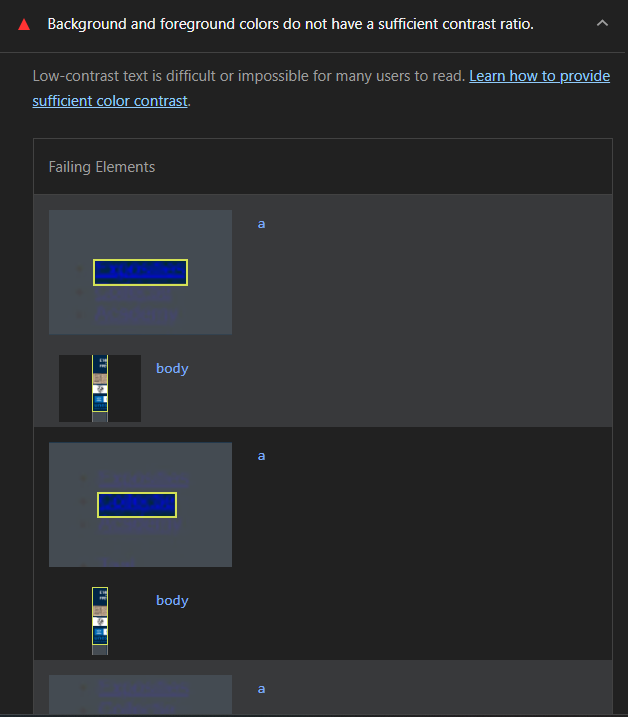 Background and foreground colors do not have a sufficient contrast ratio.
Low-contrast text is difficult or impossible for many users to read. Learn how to provide
sufficient color contrast.
Failing Elements
a
body
a
body
a